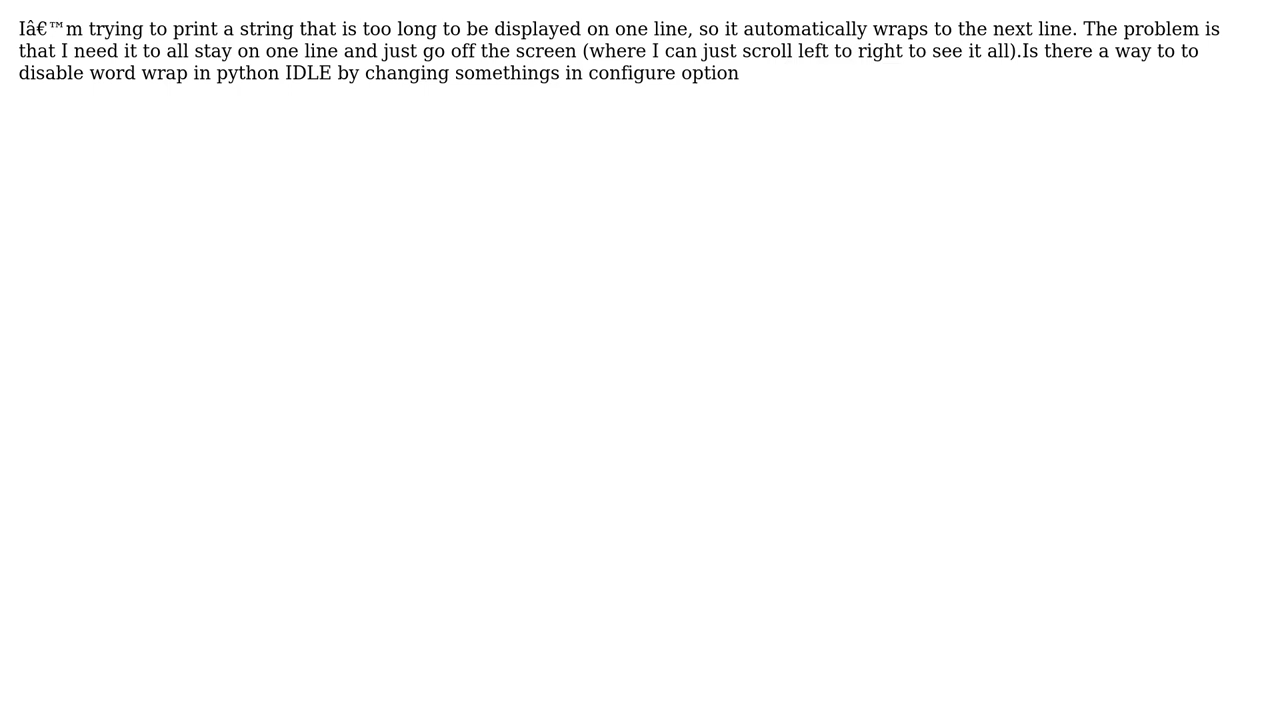 Iâ€™m trying to print a string that is too long to be displayed on one line, so it automatically wraps to the next line. The problem is
that I need it to all stay on one line and just go off the screen (where I can just scroll left to right to see it all).Is there a way to to
disable word wrap in python IDLE by changing somethings in configure option